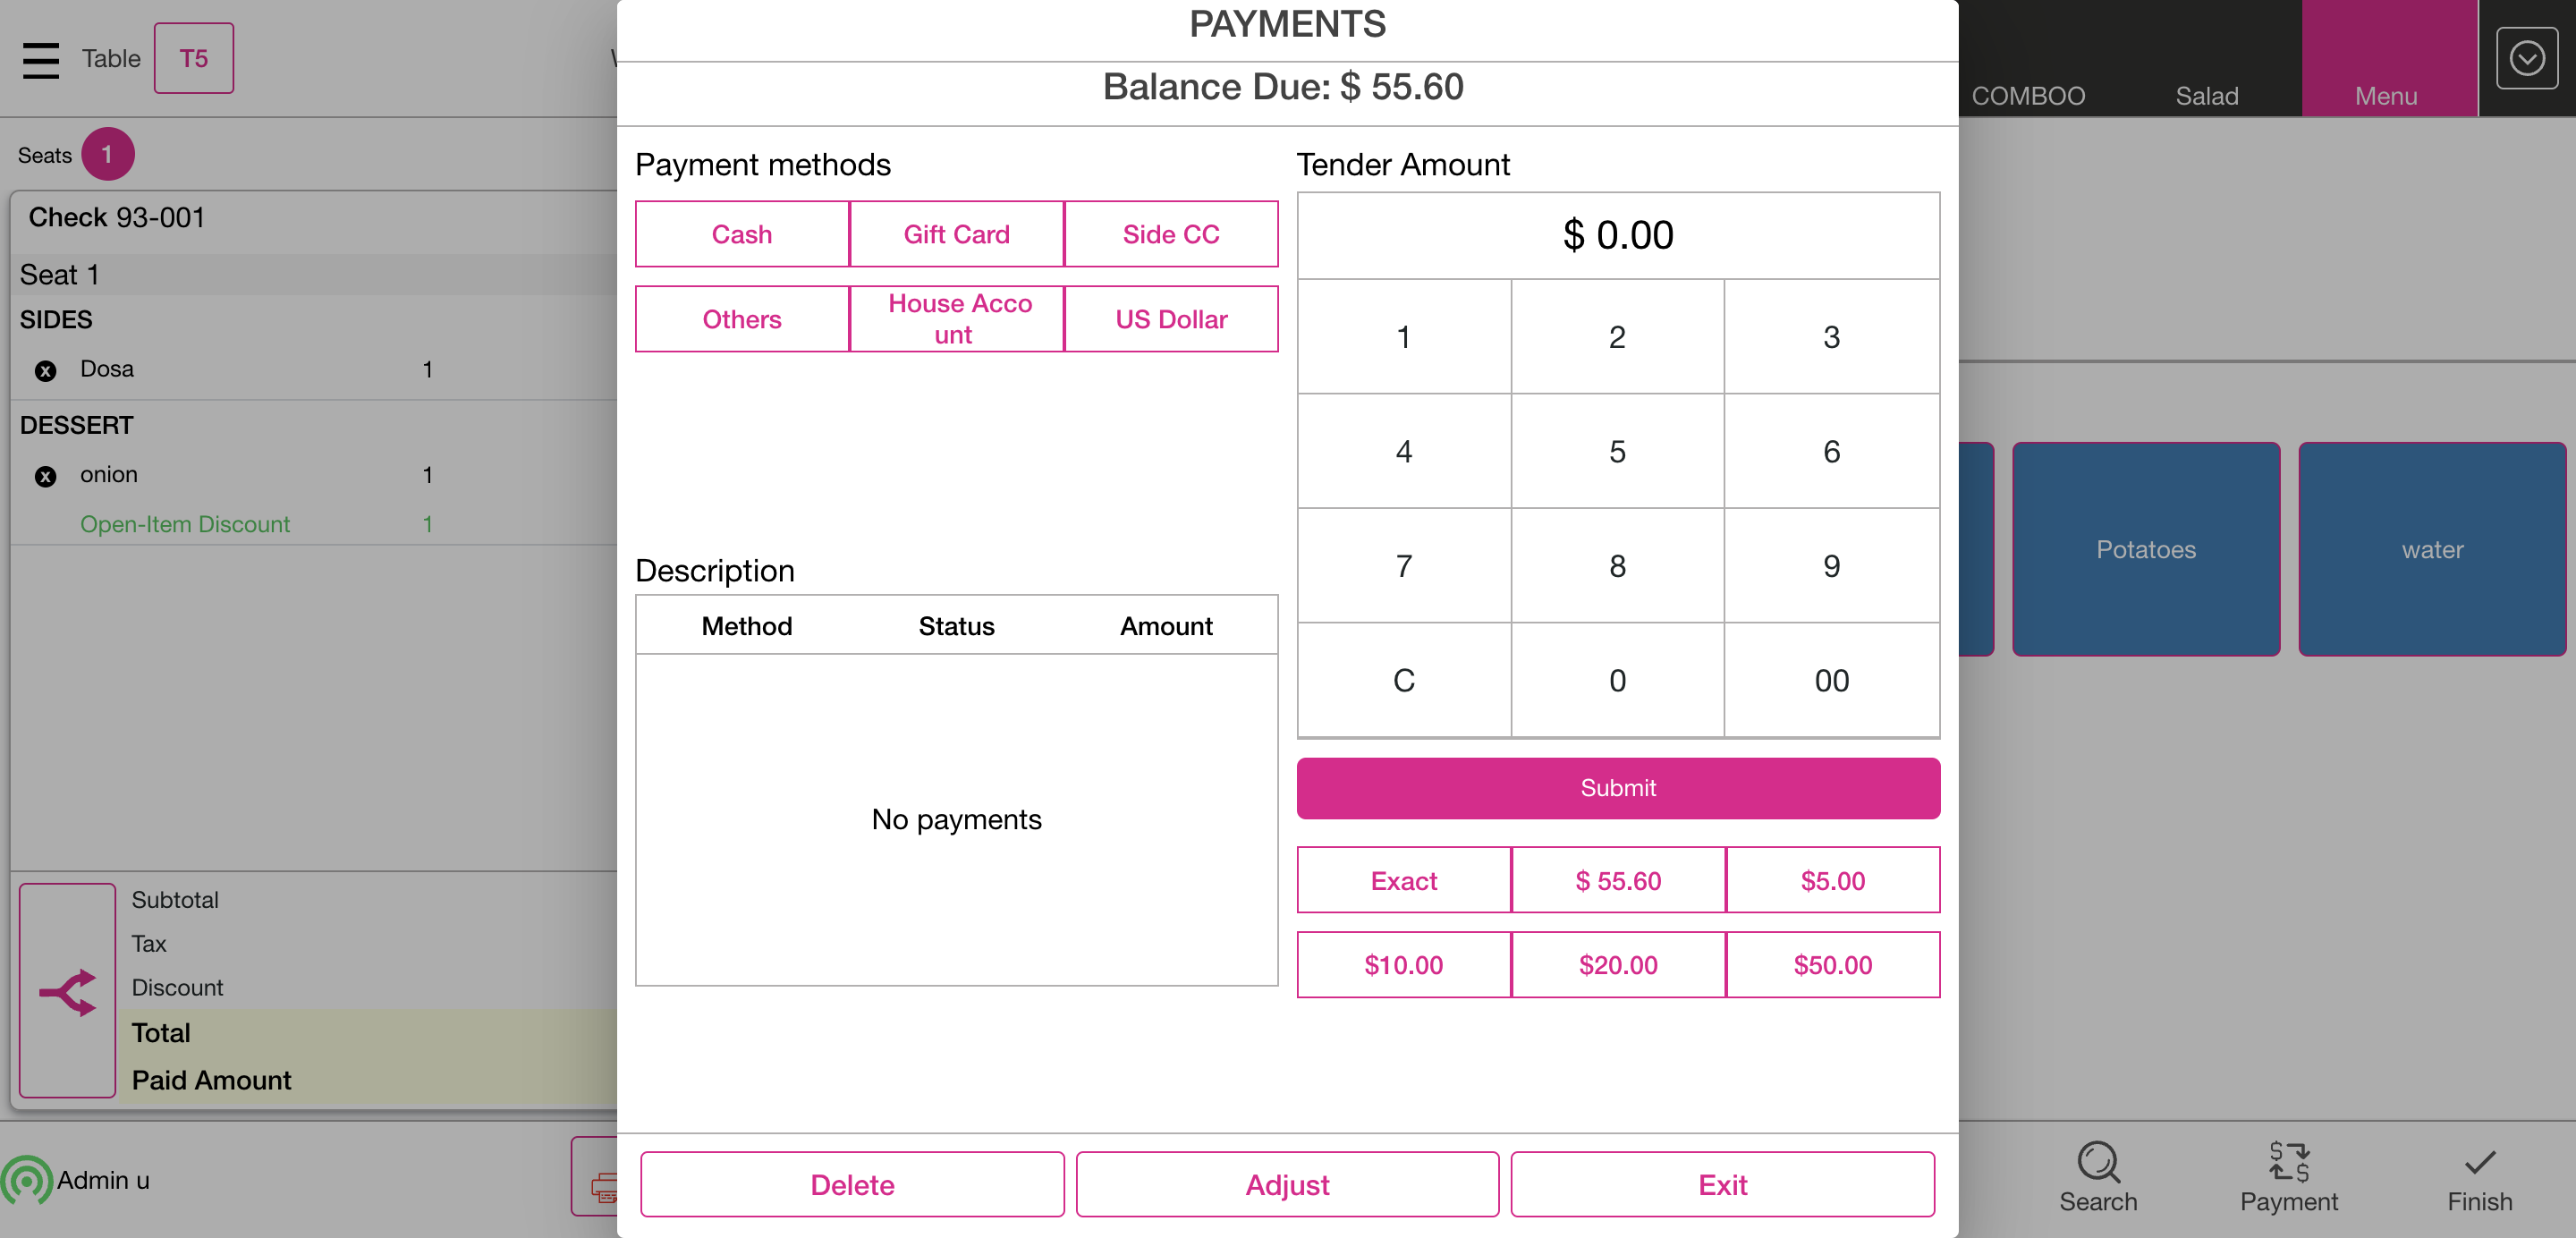 Table T5
Seats 1
Check 93-001
Seat 1
SIDES
Dosa 1
DESSERT
onion 1
Open-Item Discount 1
Subtotal
Tax
Discount
Total
Paid Amount
Admin u
PAYMENTS
Balance Due: $ 55.60
Payment methods
Cash Gift Card Side CC
Others House Acco
unt US Dollar
Description
Method Status Amount
No payments
Tender Amount
$ 0.00
1 2 3
4 5 6
7 8 9
C 0 00
Submit
Exact $ 55.60 $5.00
$10.00 $20.00 $50.00
Delete Adjust Exit
COMBOO Salad Menu
Potatoes water
Search Payment Finish